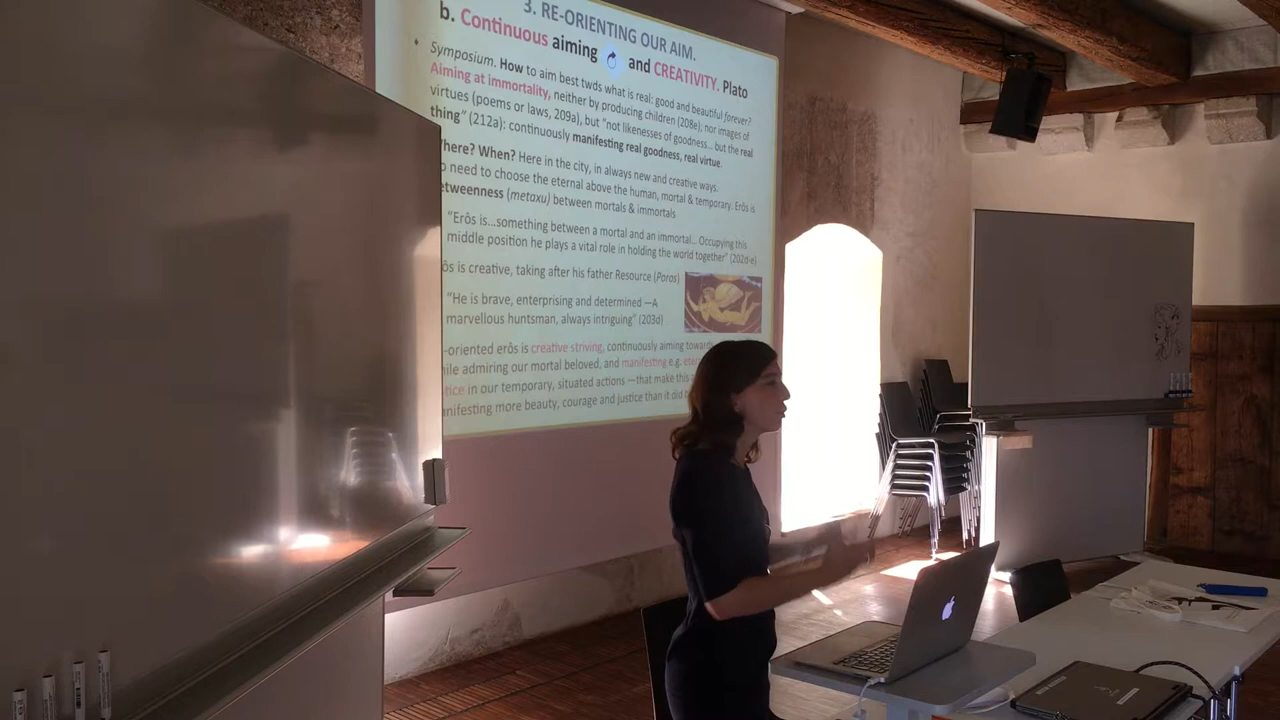 3. RE-ORIENTING OUR AIM.
b. Continuous aiming and CREATIVITY. Plato
Symposium. How to aim best twds what is real: good and beautiful forever?
Aiming at immortality, neither by producing children (208e); nor images of
virtues (poems or laws, 209a), but "not likenesses of goodness... but the real
thing" (212a): continuously manifesting real goodness, real virtue.
here? When? Here in the city, in always new and creative ways.
need to choose the eternal above the human, mortal & temporary. Erôs is
etweenness (metaxu) between mortals & immortals
"Erôs is...something between a mortal and an immortal... Occupying this
middle position he plays a vital role in holding the world together" (202d-e)
ôs is creative, taking after his father Resource (Poros)
"He is brave, enterprising and determined —A
marvellous huntsman, always intriguing" (203d)
-oriented erôs is creative striving, continuously aiming toward
ile admiring our mortal beloved, and manifesting e.g.
tice in our temporary, situated actions —that make this
nifesting more beauty, courage and justice than it did